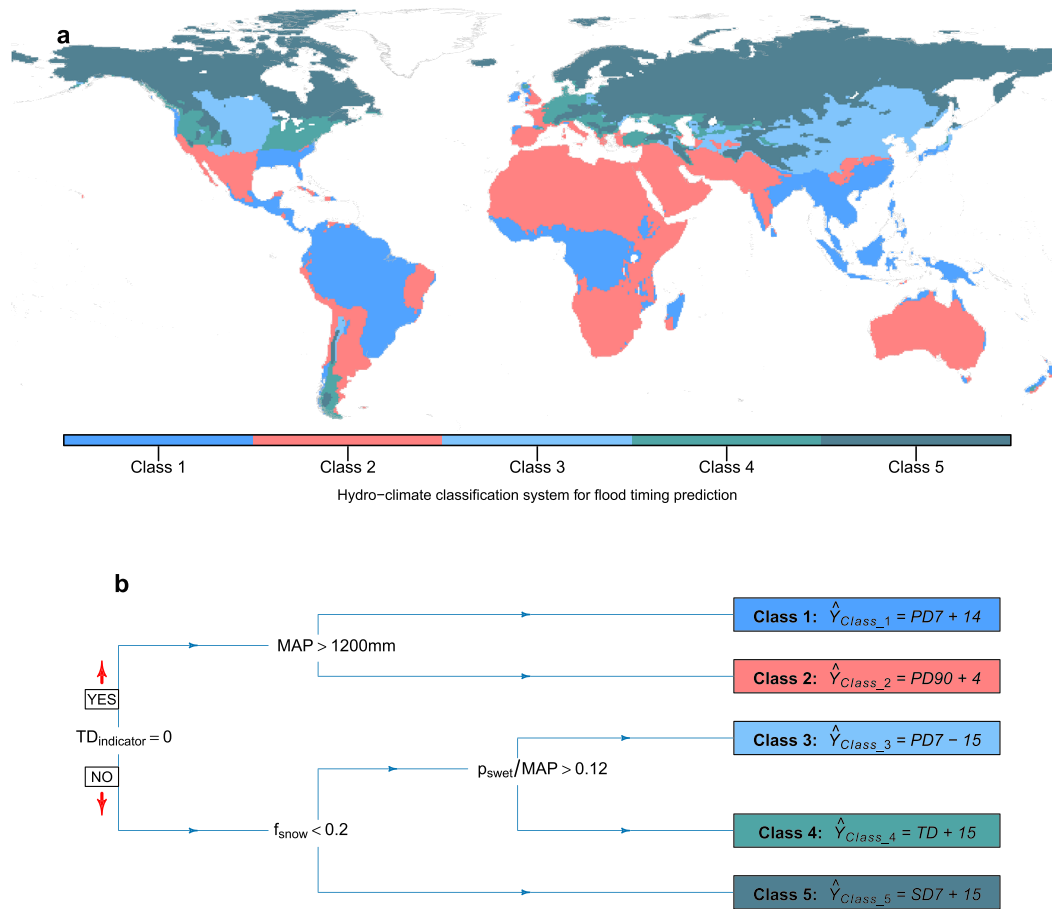 a
Class 1 Class 2 Class 3 Class 4 Class 5
Hydro−climate classification system for flood timing prediction
b
Class 1: Ŷ_Class_1 = PD7 + 14
MAP > 1200mm
Class 2: Ŷ_Class_2 = PD90 + 4
YES
TD_indicator = 0
Class 3: Ŷ_Class_3 = PD7 − 15
p_swet/MAP > 0.12
NO
f_snow < 0.2
Class 4: Ŷ_Class_4 = TD + 15
Class 5: Ŷ_Class_5 = SD7 + 15